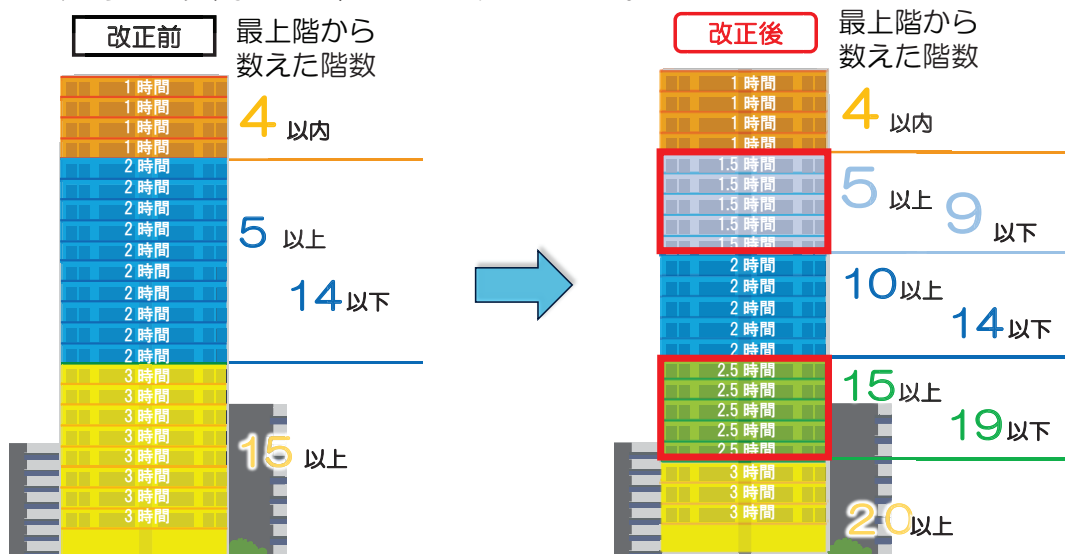 改正前
最上階から
数えた階数
1 時間
1 時間
1 時間
1 時間
2 時間
2 時間
2 時間
2 時間
2 時間
2 時間
2 時間
2 時間
2 時間
2 時間
3 時間
3 時間
3 時間
3 時間
3 時間
3 時間
3 時間
3 時間
4 以内
5 以上
14 以下
15 以上
改正後
最上階から
数えた階数
1 時間
1 時間
1 時間
1 時間
1.5 時間
1.5 時間
1.5 時間
1.5 時間
1.5 時間
2 時間
2 時間
2 時間
2 時間
2 時間
2.5 時間
2.5 時間
2.5 時間
2.5 時間
2.5 時間
3 時間
3 時間
3 時間
4 以内
5 以上 9 以下
10 以上
14 以下
15 以上
19 以下
20 以上